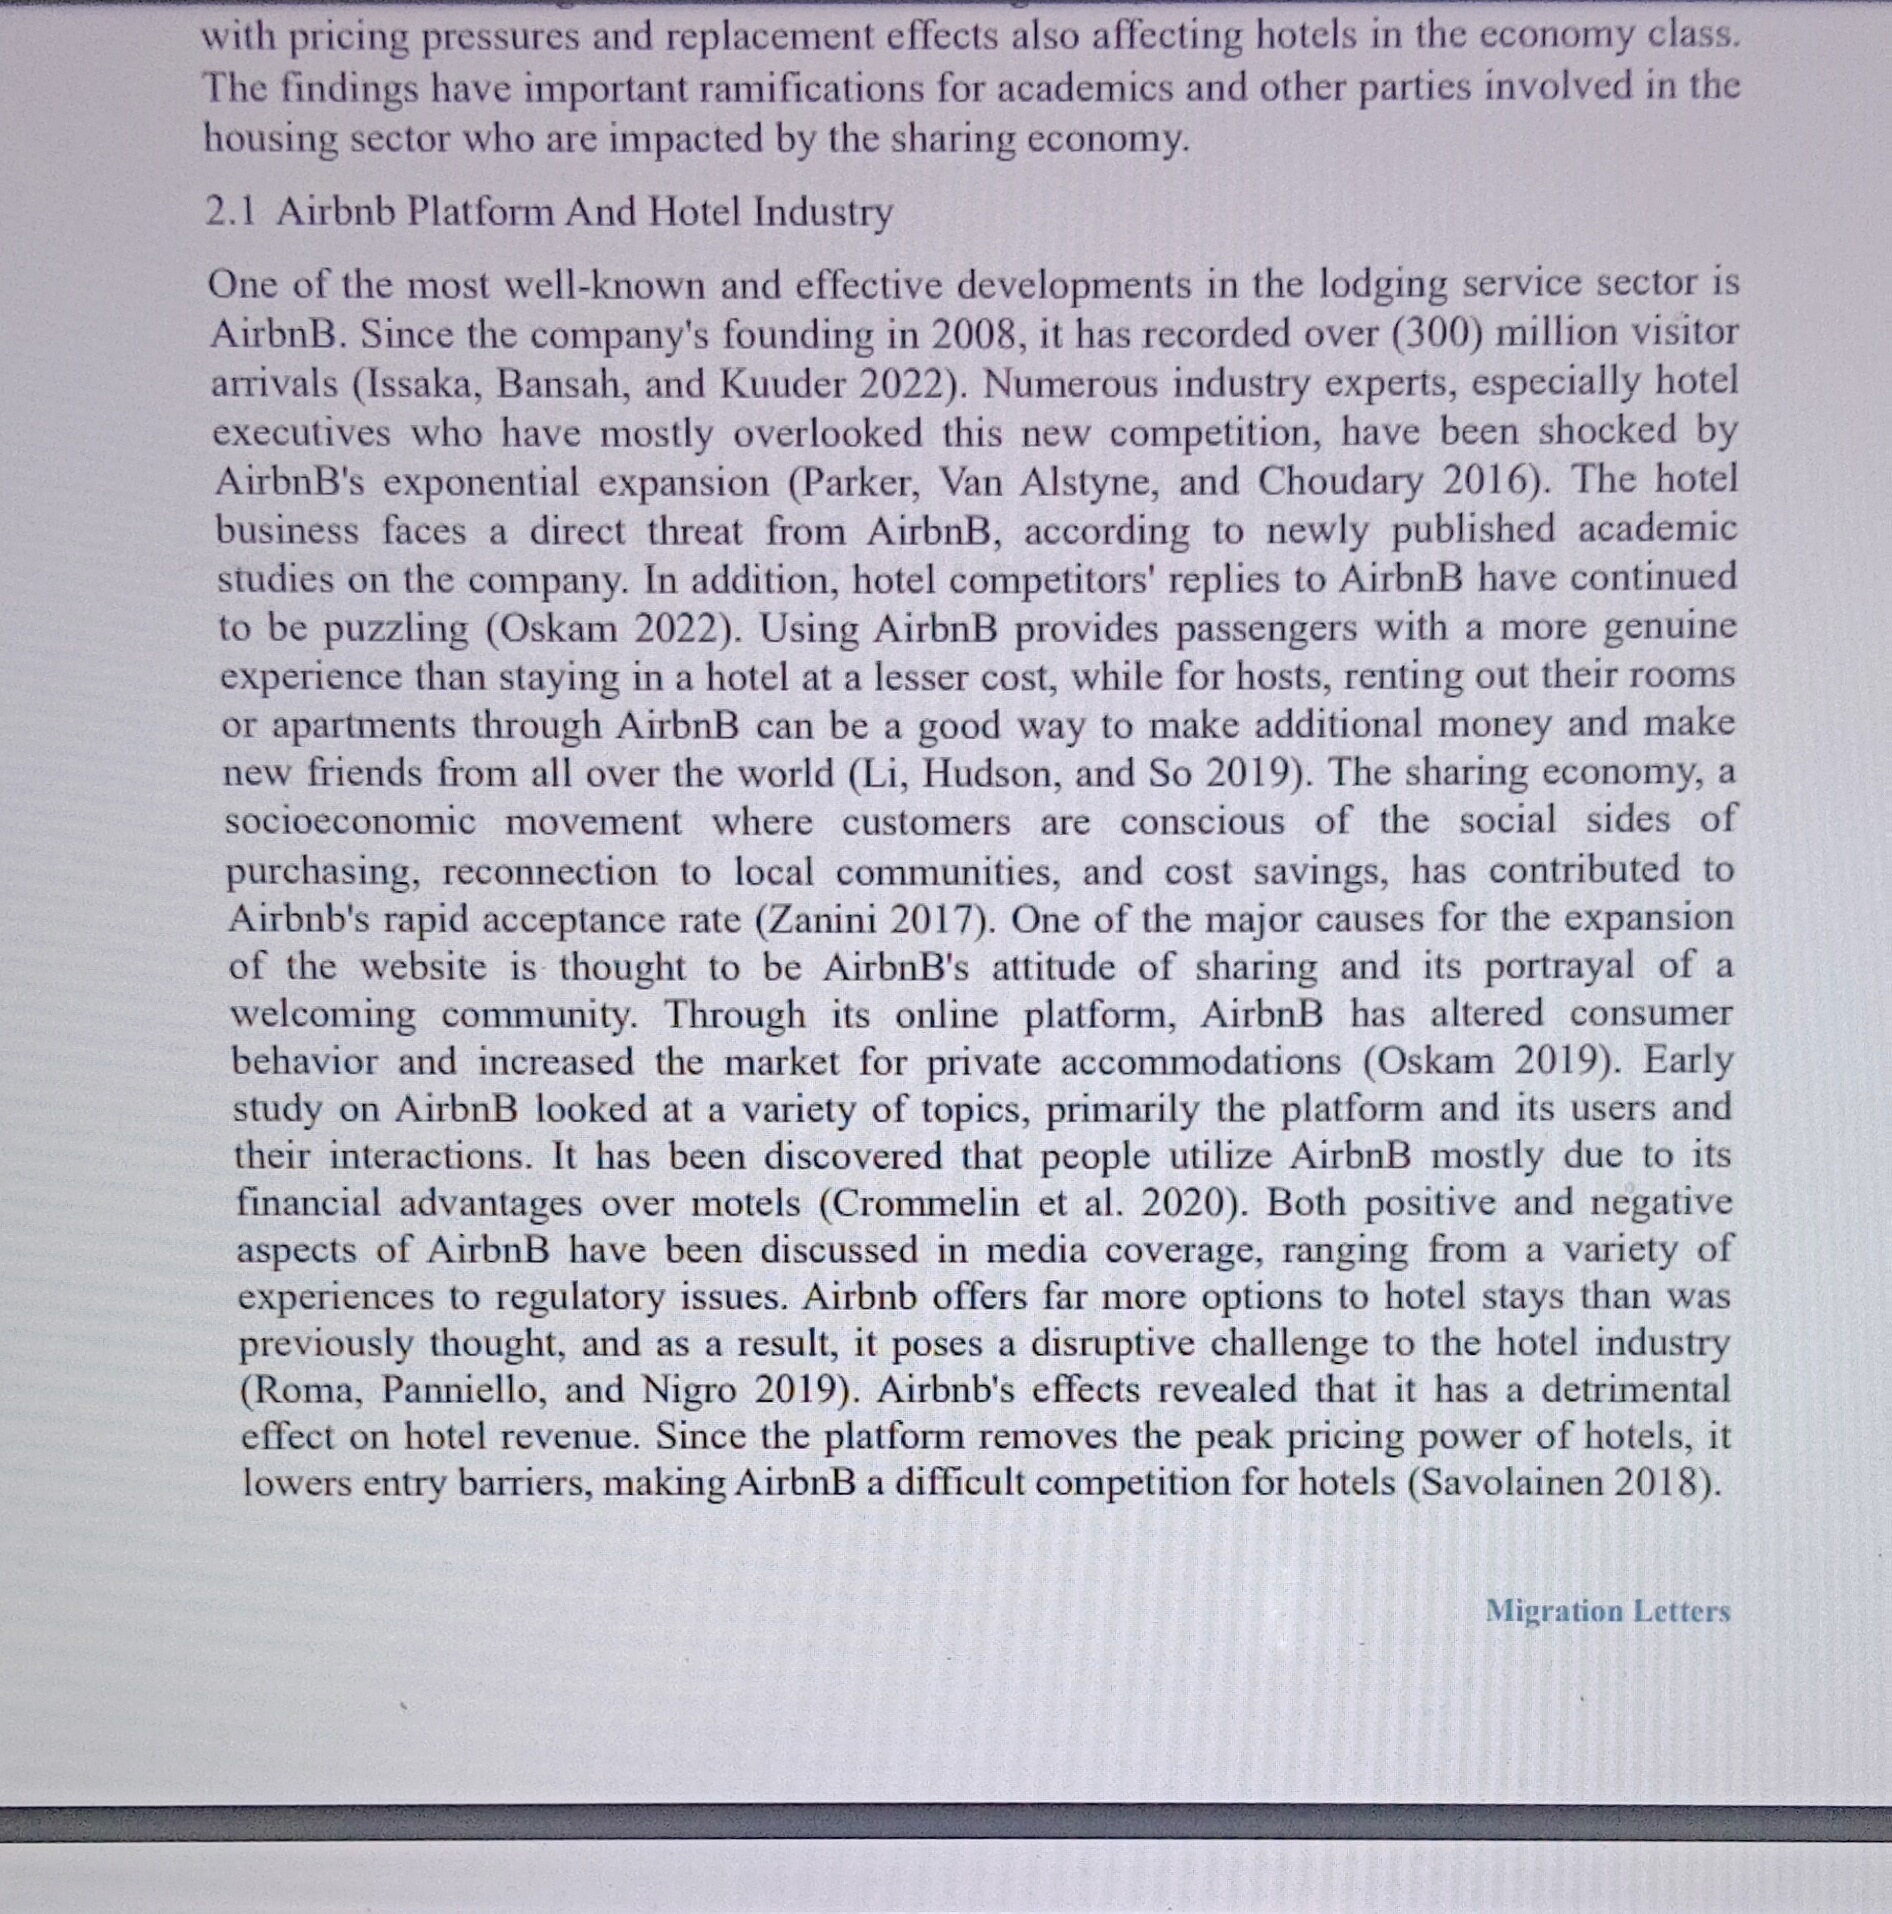 with pricing pressures and replacement effects also affecting hotels in the economy class.
The findings have important ramifications for academics and other parties involved in the
housing sector who are impacted by the sharing economy.
2.1 Airbnb Platform And Hotel Industry
One of the most well-known and effective developments in the lodging service sector is
AirbnB. Since the company's founding in 2008, it has recorded over (300) million visitor
arrivals (Issaka, Bansah, and Kuuder 2022). Numerous industry experts, especially hotel
executives who have mostly overlooked this new competition, have been shocked by
AirbnB's exponential expansion (Parker, Van Alstyne, and Choudary 2016). The hotel
business faces a direct threat from AirbnB, according to newly published academic
studies on the company. In addition, hotel competitors' replies to AirbnB have continued
to be puzzling (Oskam 2022). Using AirbnB provides passengers with a more genuine
experience than staying in a hotel at a lesser cost, while for hosts, renting out their rooms
or apartments through AirbnB can be a good way to make additional money and make
new friends from all over the world (Li, Hudson, and So 2019). The sharing economy, a
socioeconomic movement where customers are conscious of the social sides of
purchasing, reconnection to local communities, and cost savings, has contributed to
Airbnb's rapid acceptance rate (Zanini 2017). One of the major causes for the expansion
of the website is thought to be AirbnB's attitude of sharing and its portrayal of a
welcoming community. Through its online platform, AirbnB has altered consumer
behavior and increased the market for private accommodations (Oskam 2019). Early
study on AirbnB looked at a variety of topics, primarily the platform and its users and
their interactions. It has been discovered that people utilize AirbnB mostly due to its
financial advantages over motels (Crommelin et al. 2020). Both positive and negative
aspects of AirbnB have been discussed in media coverage, ranging from a variety of
experiences to regulatory issues. Airbnb offers far more options to hotel stays than was
previously thought, and as a result, it poses a disruptive challenge to the hotel industry
(Roma, Panniello, and Nigro 2019). Airbnb's effects revealed that it has a detrimental
effect on hotel revenue. Since the platform removes the peak pricing power of hotels, it
lowers entry barriers, making AirbnB a difficult competition for hotels (Savolainen 2018).
Migration Letters